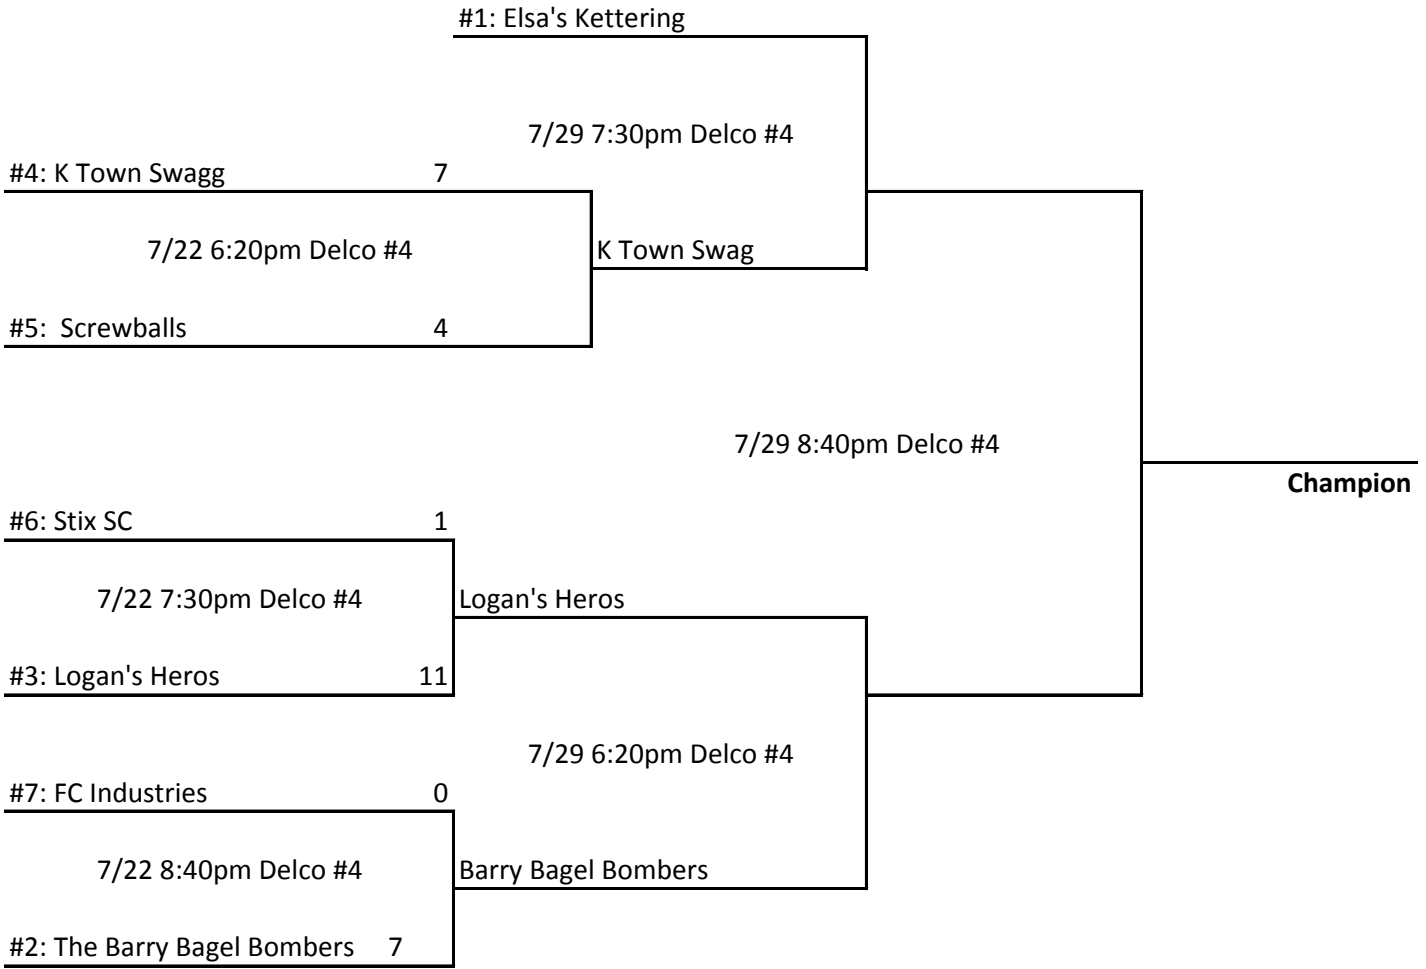 #1: Elsa's Kettering
7/29 7:30pm Delco #4
#4: K Town Swagg 7
7/22 6:20pm Delco #4
K Town Swag
#5:  Screwballs 4
7/29 8:40pm Delco #4
Champion
#6: Stix SC 1
7/22 7:30pm Delco #4
Logan's Heros
#3: Logan's Heros 11
7/29 6:20pm Delco #4
#7: FC Industries 0
7/22 8:40pm Delco #4
Barry Bagel Bombers
#2: The Barry Bagel Bombers 7